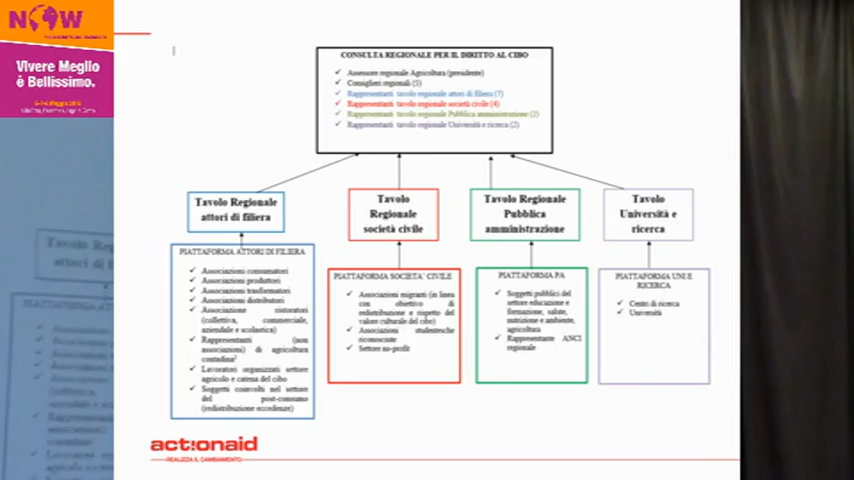 NOW
Vivere Meglio
è Bellissimo.
CONSULTA REGIONALE PER IL DIRITTO AL CIBO
✓ Assessore regionale Agricoltura (presidente)
✓ Consiglieri regionali (5)
✓ Rappresentanti tavolo regionale attori di filiera (7)
✓ Rappresentanti tavolo regionale società civile (4)
✓ Rappresentanti tavolo regionale Pubblica amministrazione (2)
✓ Rappresentanti tavolo regionale Università e ricerca (2)
Tavolo Regionale
attori di filiera
Tavolo
Regionale
società civile
Tavolo Regionale
Pubblica
amministrazione
Tavolo
Università e
ricerca
PIATTAFORMA ATTORI DI FILIERA
✓ Associazioni consumatori
✓ Associazioni produttori
✓ Associazioni trasformatori
✓ Associazioni distributori
✓ Associazione ristoratori
(collettiva, commerciale,
aziendale e scolastica)
✓ Rappresentanti (non
associazioni) di agricoltura
contadina
✓ Lavoratori organizzati settore
agricolo e catena del cibo
✓ Soggetti coinvolti nel settore
del post-consumo
(redistribuzione eccedenze)
PIATTAFORMA SOCIETA' CIVILE
✓ Associazioni migranti (in linea
con obiettivo di
redistribuzione e rispetto del
valore culturale del cibo)
✓ Associazioni studentesche
riconosciute
✓ Settore no-profit
PIATTAFORMA PA
✓ Soggetti pubblici del
settore educazione e
formazione, salute,
nutrizione e ambiente,
agricoltura
✓ Rappresentante ANCI
regionale
PIATTAFORMA UNI E
RICERCA
✓ Centro di ricerca
✓ Università
act!onaid
REALIZZA IL CAMBIAMENTO